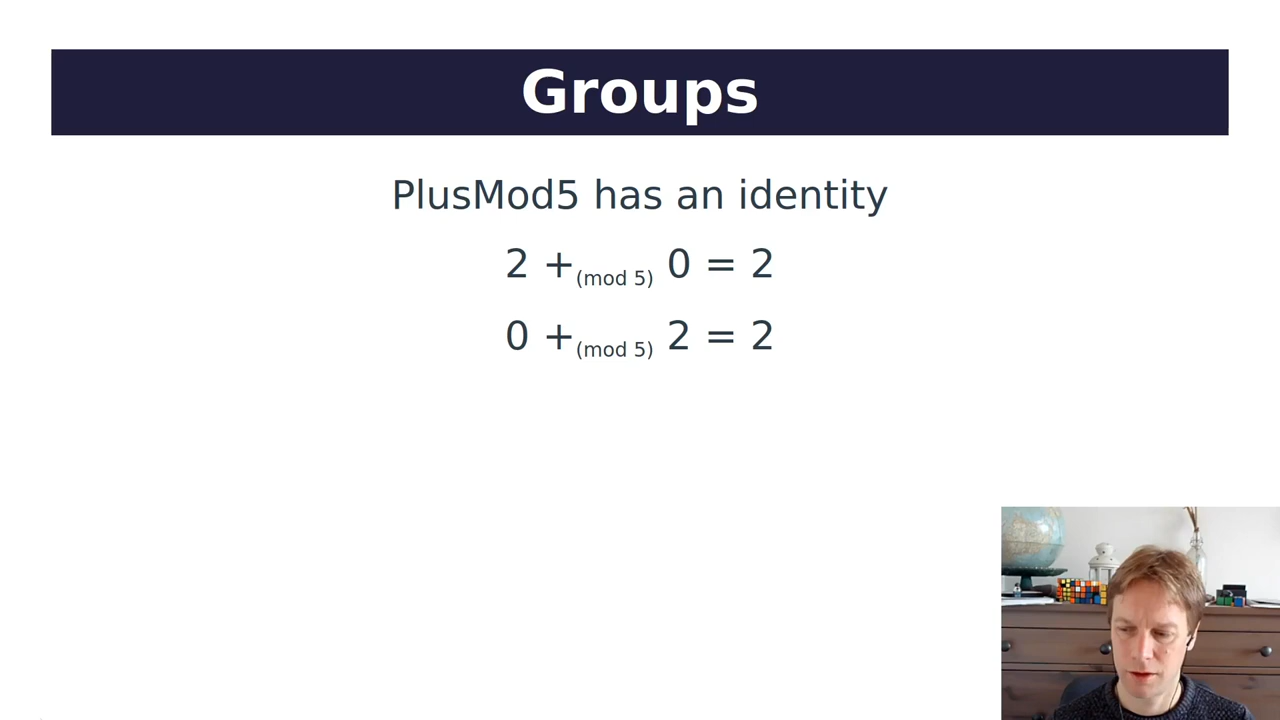 Groups
PlusMod5 has an identity
2 +(mod 5) 0 = 2
0 +(mod 5) 2 = 2